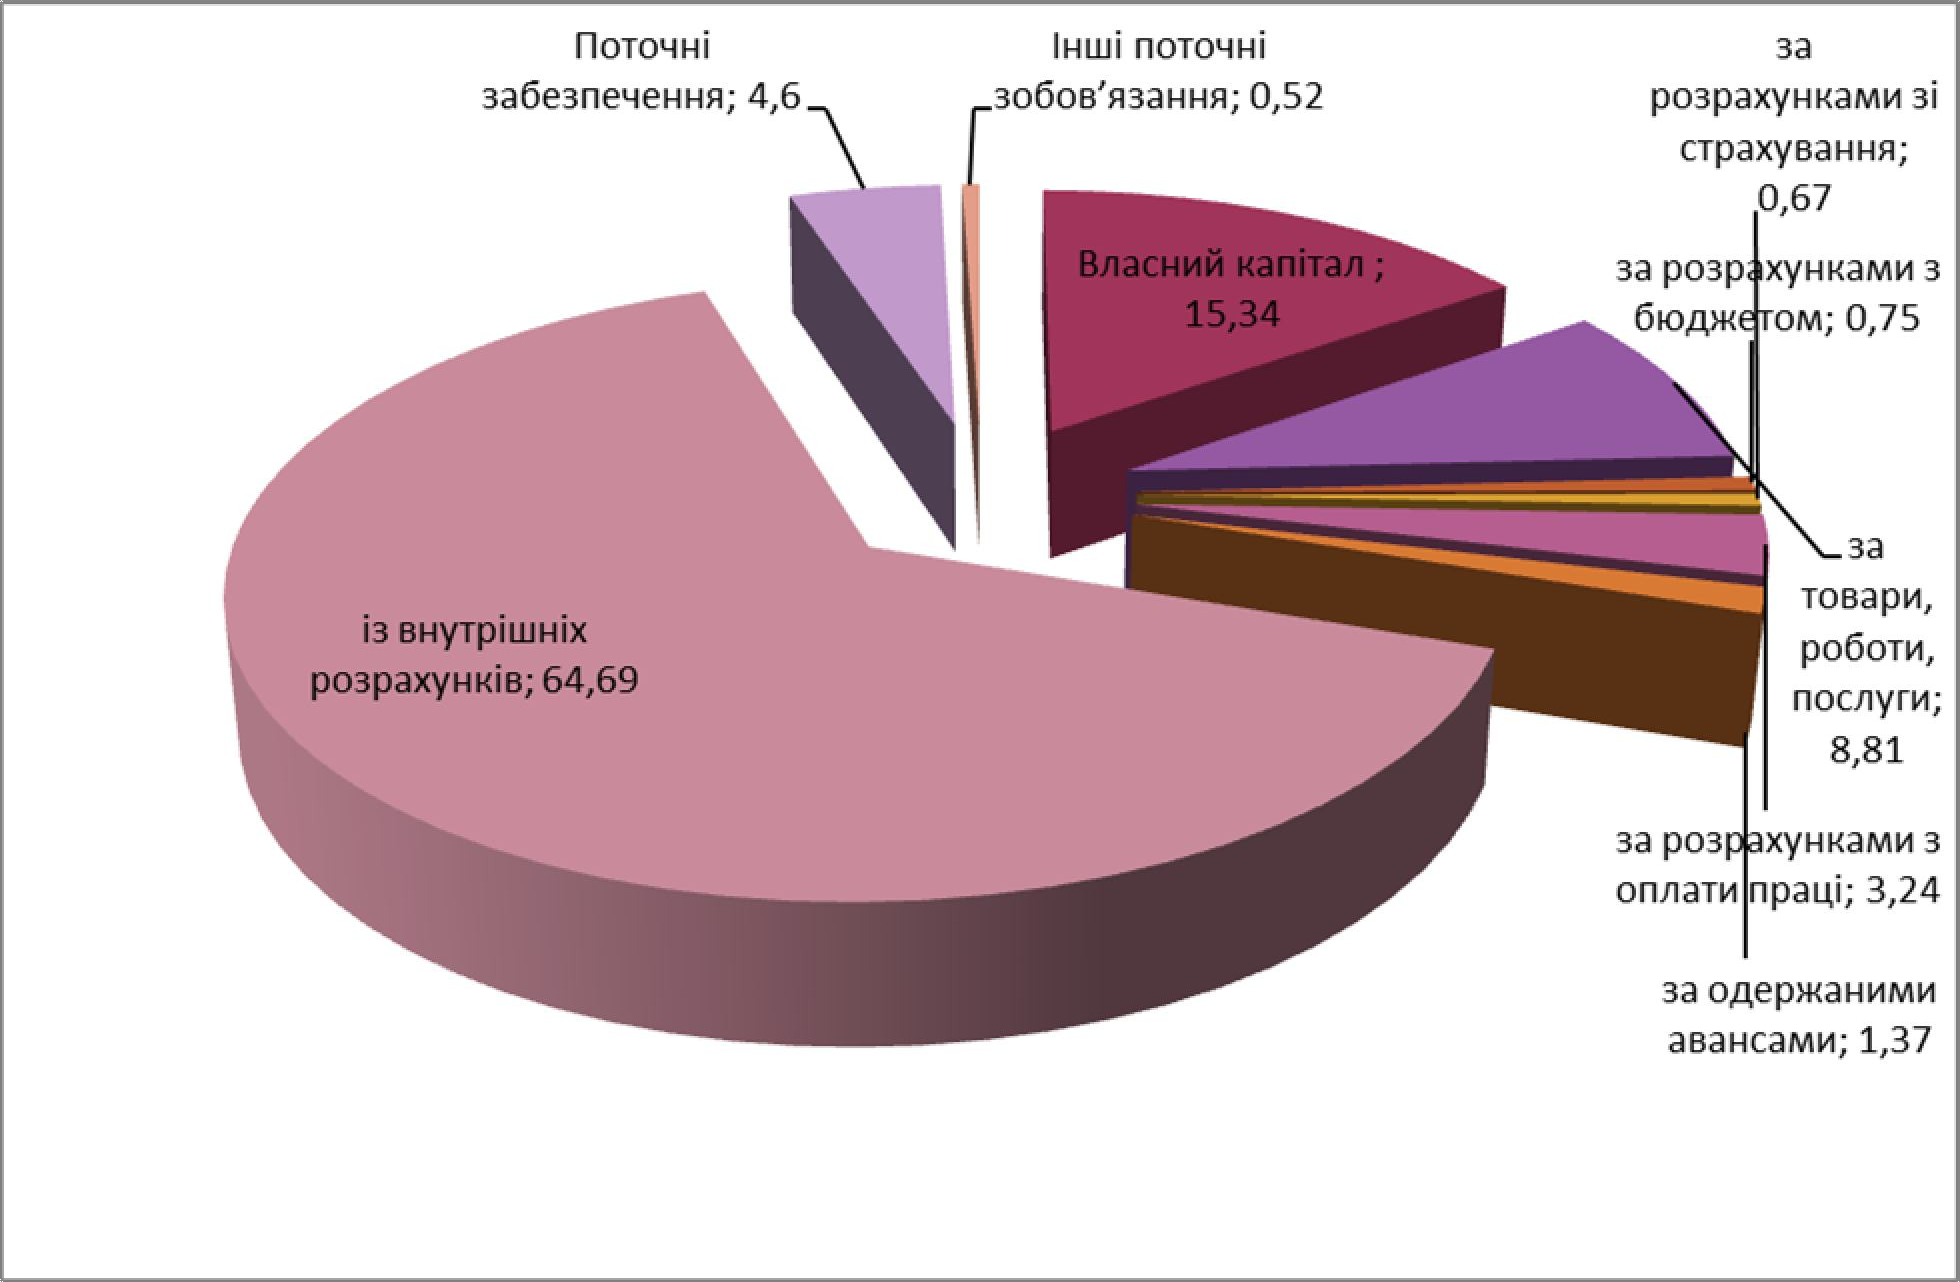 Поточні
забезпечення; 4,6
Інші поточні
зобов’язання; 0,52
за
розрахунками зі
страхування;
0,67
Власний капітал ;
15,34
за розрахунками з
бюджетом; 0,75
за
товари,
роботи,
послуги;
8,81
із внутрішніх
розрахунків; 64,69
за розрахунками з
оплати праці; 3,24
за одержаними
авансами; 1,37